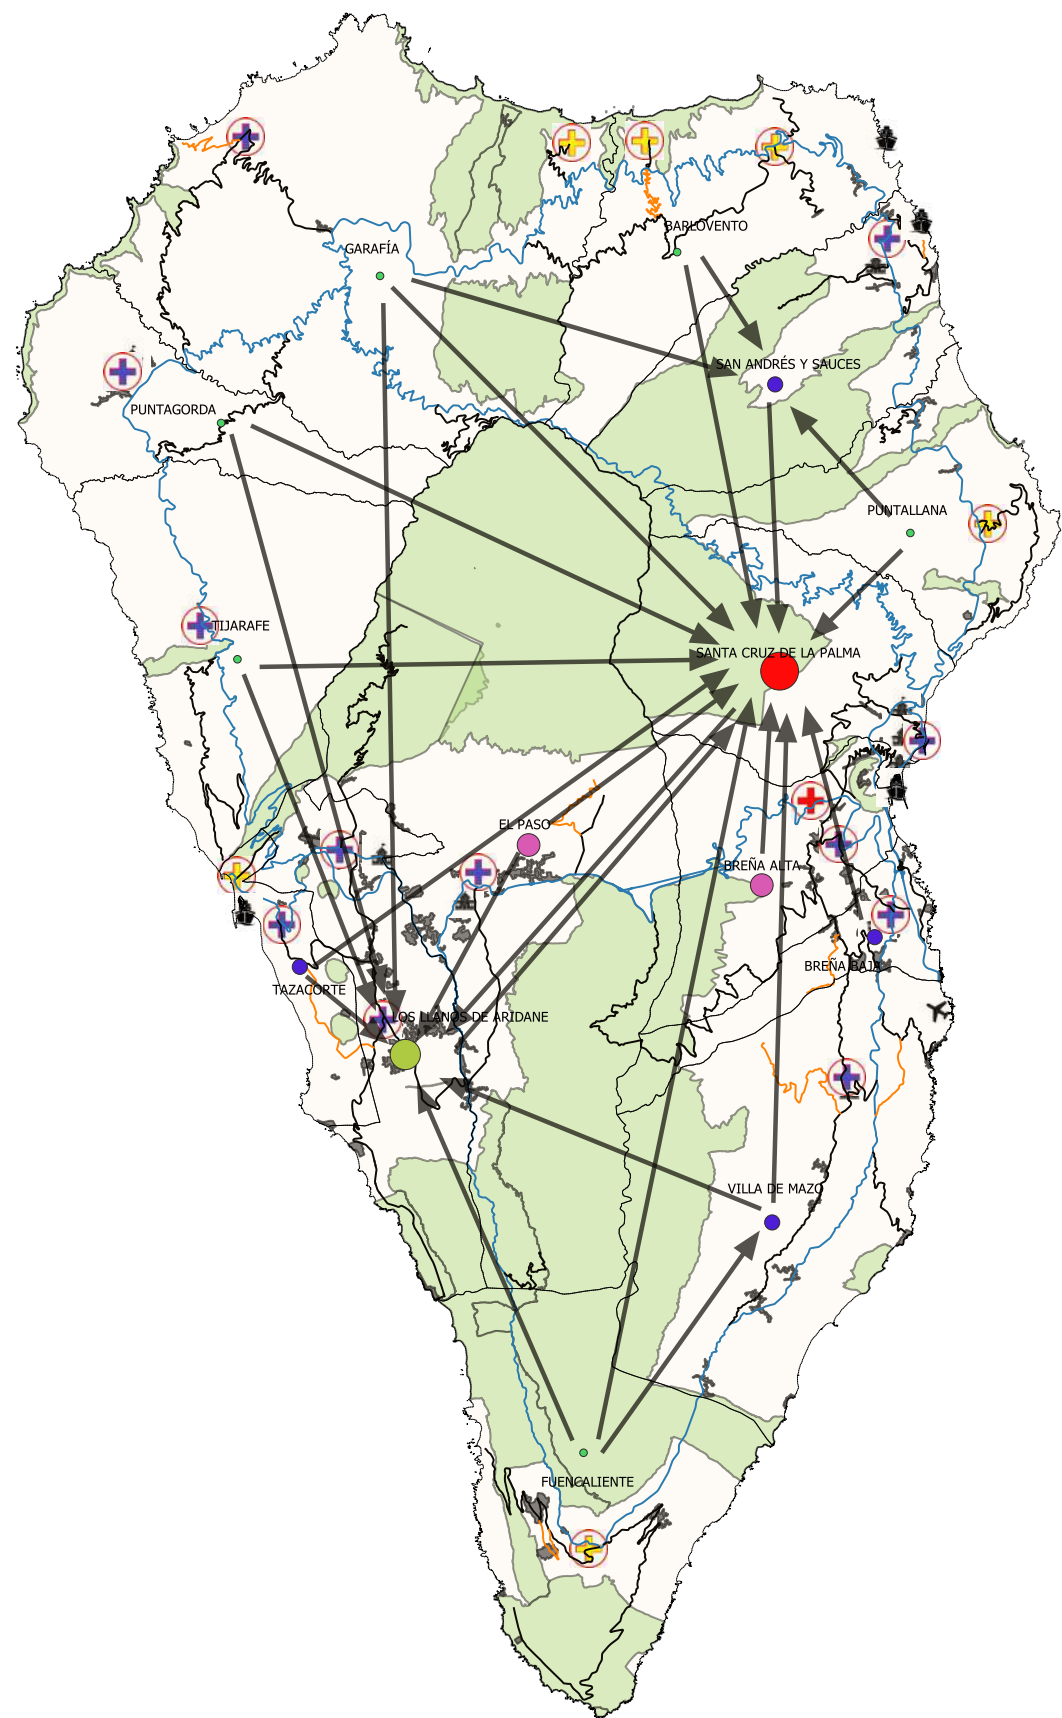 BARLOVENTO
GARAFÍA
SAN ANDRÉS Y SAUCES
PUNTAGORDA
PUNTALLANA
TIJARAFE
SANTA CRUZ DE LA PALMA
EL PASO
BREÑA ALTA
BREÑA BAJA
TAZACORTE
LOS LLANOS DE ARIDANE
VILLA DE MAZO
FUENCALIENTE